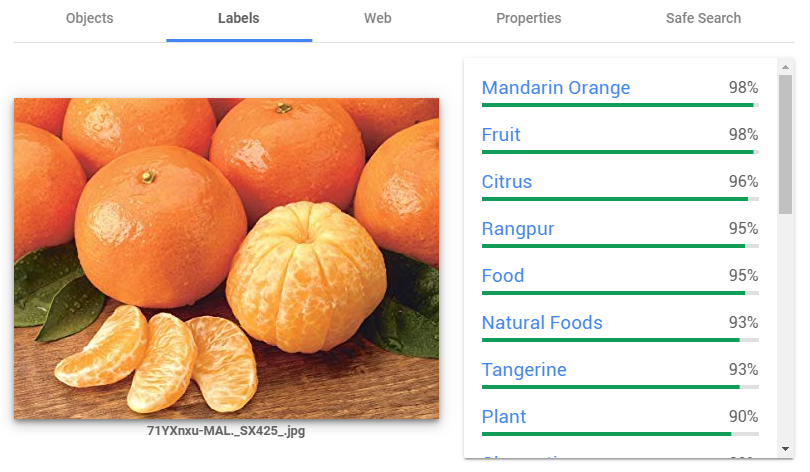 Objects Labels Web Properties Safe Search
Mandarin Orange 98%
Fruit 98%
Citrus 96%
Rangpur 95%
Food 95%
Natural Foods 93%
Tangerine 93%
Plant 90%
71YXnxu-MAL._SX425_.jpg